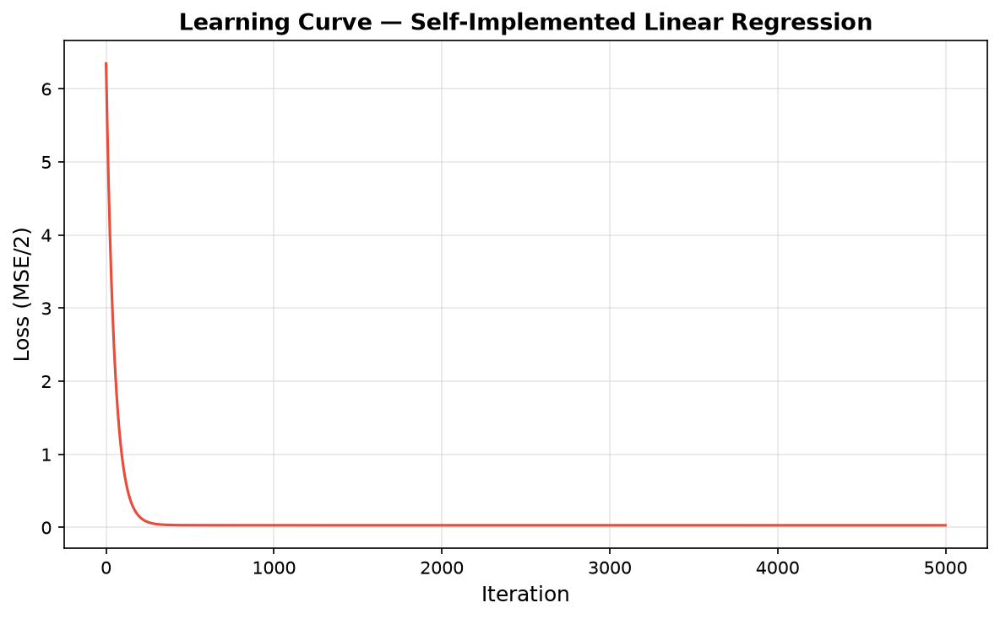 Learning Curve — Self-Implemented Linear Regression
Loss (MSE/2)
6
5
4
3
2
1
0
0 1000 2000 3000 4000 5000
Iteration